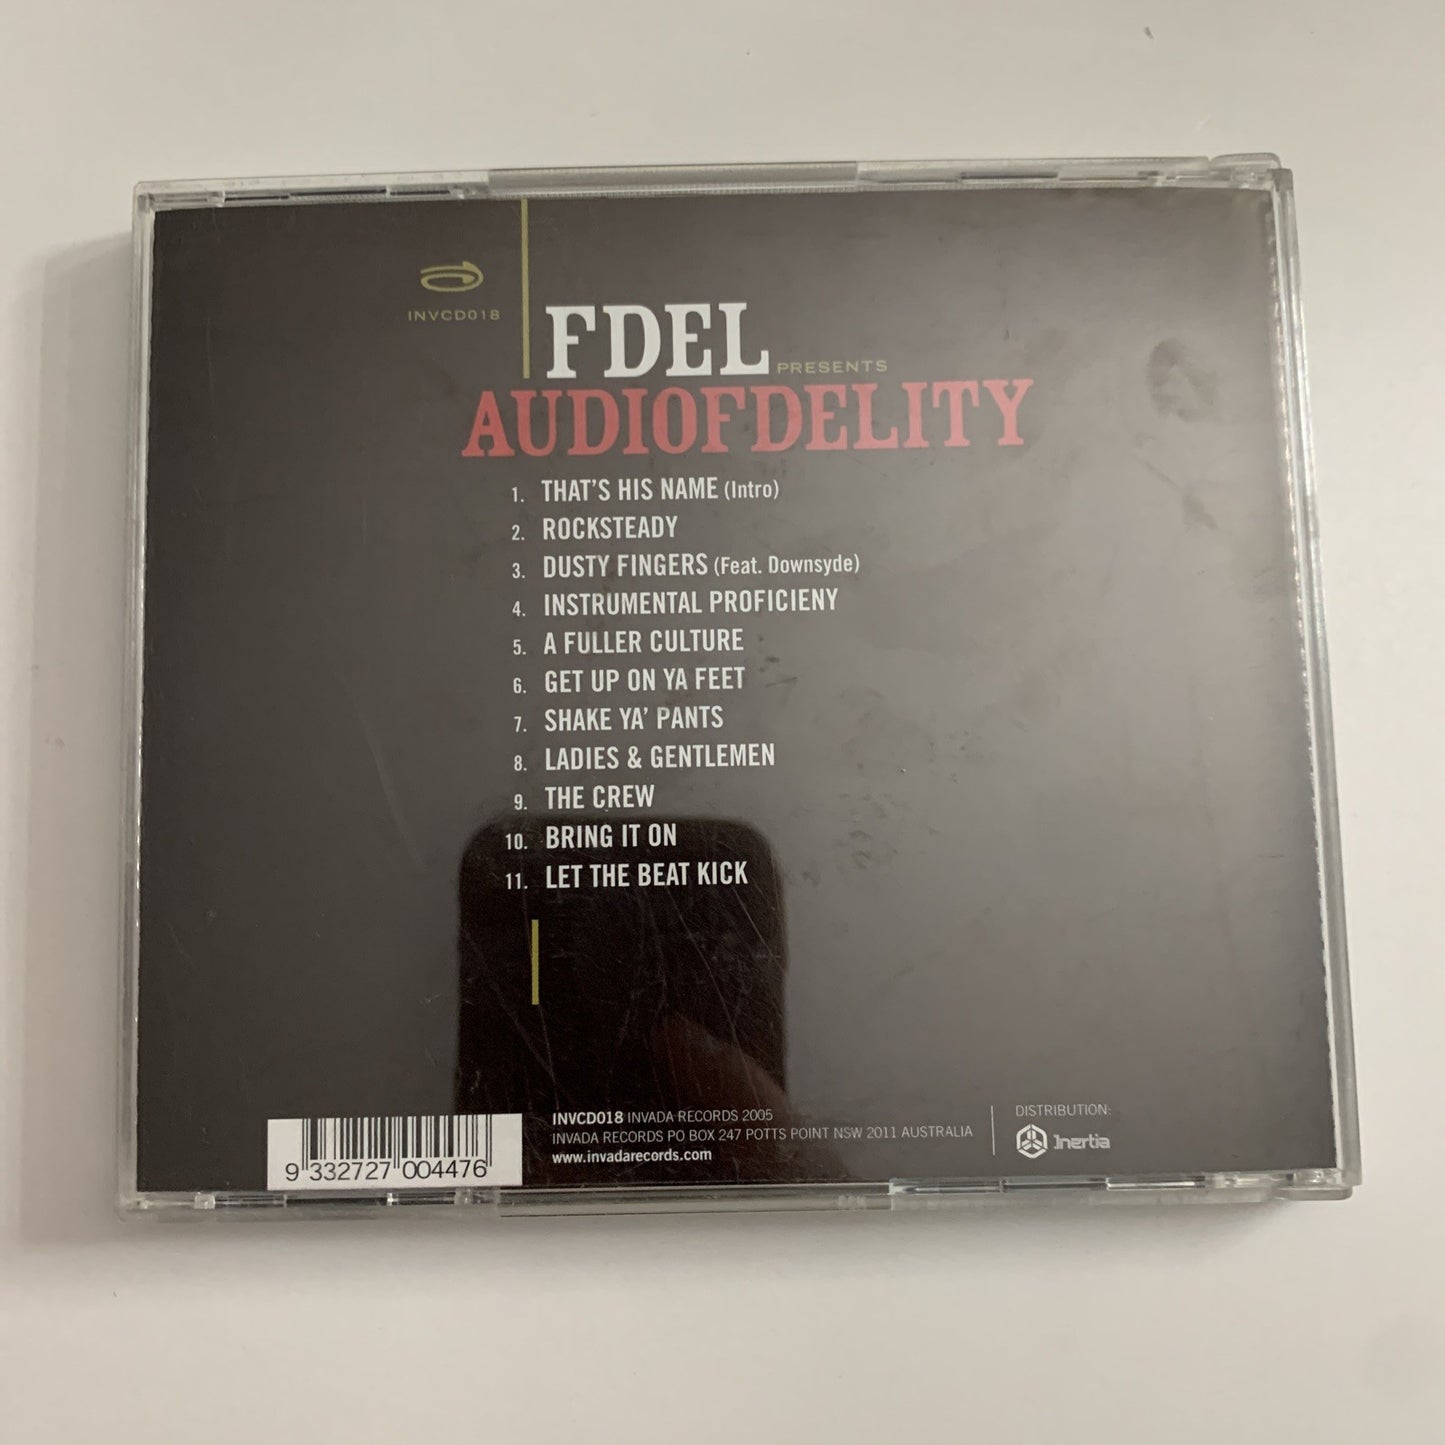 INVCD018
FDEL PRESENTS
AUDIOFDELITY
1. THAT'S HIS NAME (Intro)
2. ROCKSTEADY
3. DUSTY FINGERS (Feat. Downsyde)
4. INSTRUMENTAL PROFICIENY
5. A FULLER CULTURE
6. GET UP ON YA FEET
7. SHAKE YA' PANTS
8. LADIES & GENTLEMEN
9. THE CREW
10. BRING IT ON
11. LET THE BEAT KICK
9 332727 004476
INVCD018 INVADA RECORDS 2005
INVADA RECORDS PO BOX 247 POTTS POINT NSW 2011 AUSTRALIA
www.invadarecords.com
DISTRIBUTION:
Inertia